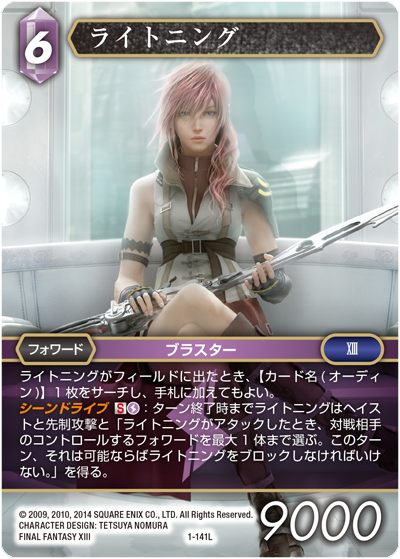 6
ライトニング
フォワード
ブラスター
XIII
ライトニングがフィールドに出たとき、【カード名 ( オーディ
ン )】1 枚をサーチし、手札に加えてもよい。
シーンドライブ S : ターン終了時までライトニングはヘイス
トと先制攻撃と「ライトニングがアタックしたとき、対戦相手
のコントロールするフォワードを最大 1 体まで選ぶ。このター
ン、それは可能ならばライトニングをブロックしなければいけ
ない。」を得る。
© 2009, 2010, 2014 SQUARE ENIX CO., LTD. All Rights Reserved.
CHARACTER DESIGN: TETSUYA NOMURA
FINAL FANTASY XIII
1-141L
9000